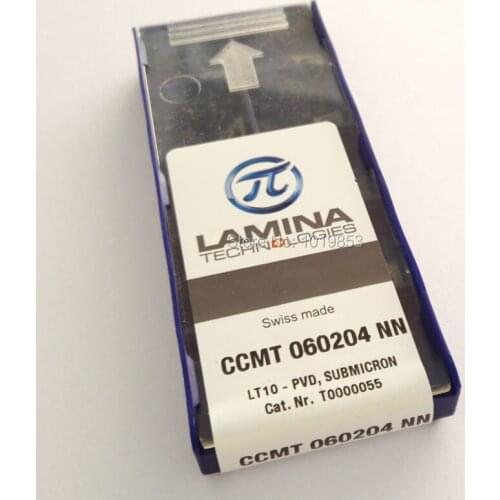 π
LAMINA
TECHNOLOGIES
Swiss made
CCMT 060204 NN
LT10 - PVD, SUBMICRON
Cat. Nr. T0000055
CCMT 060204 NN